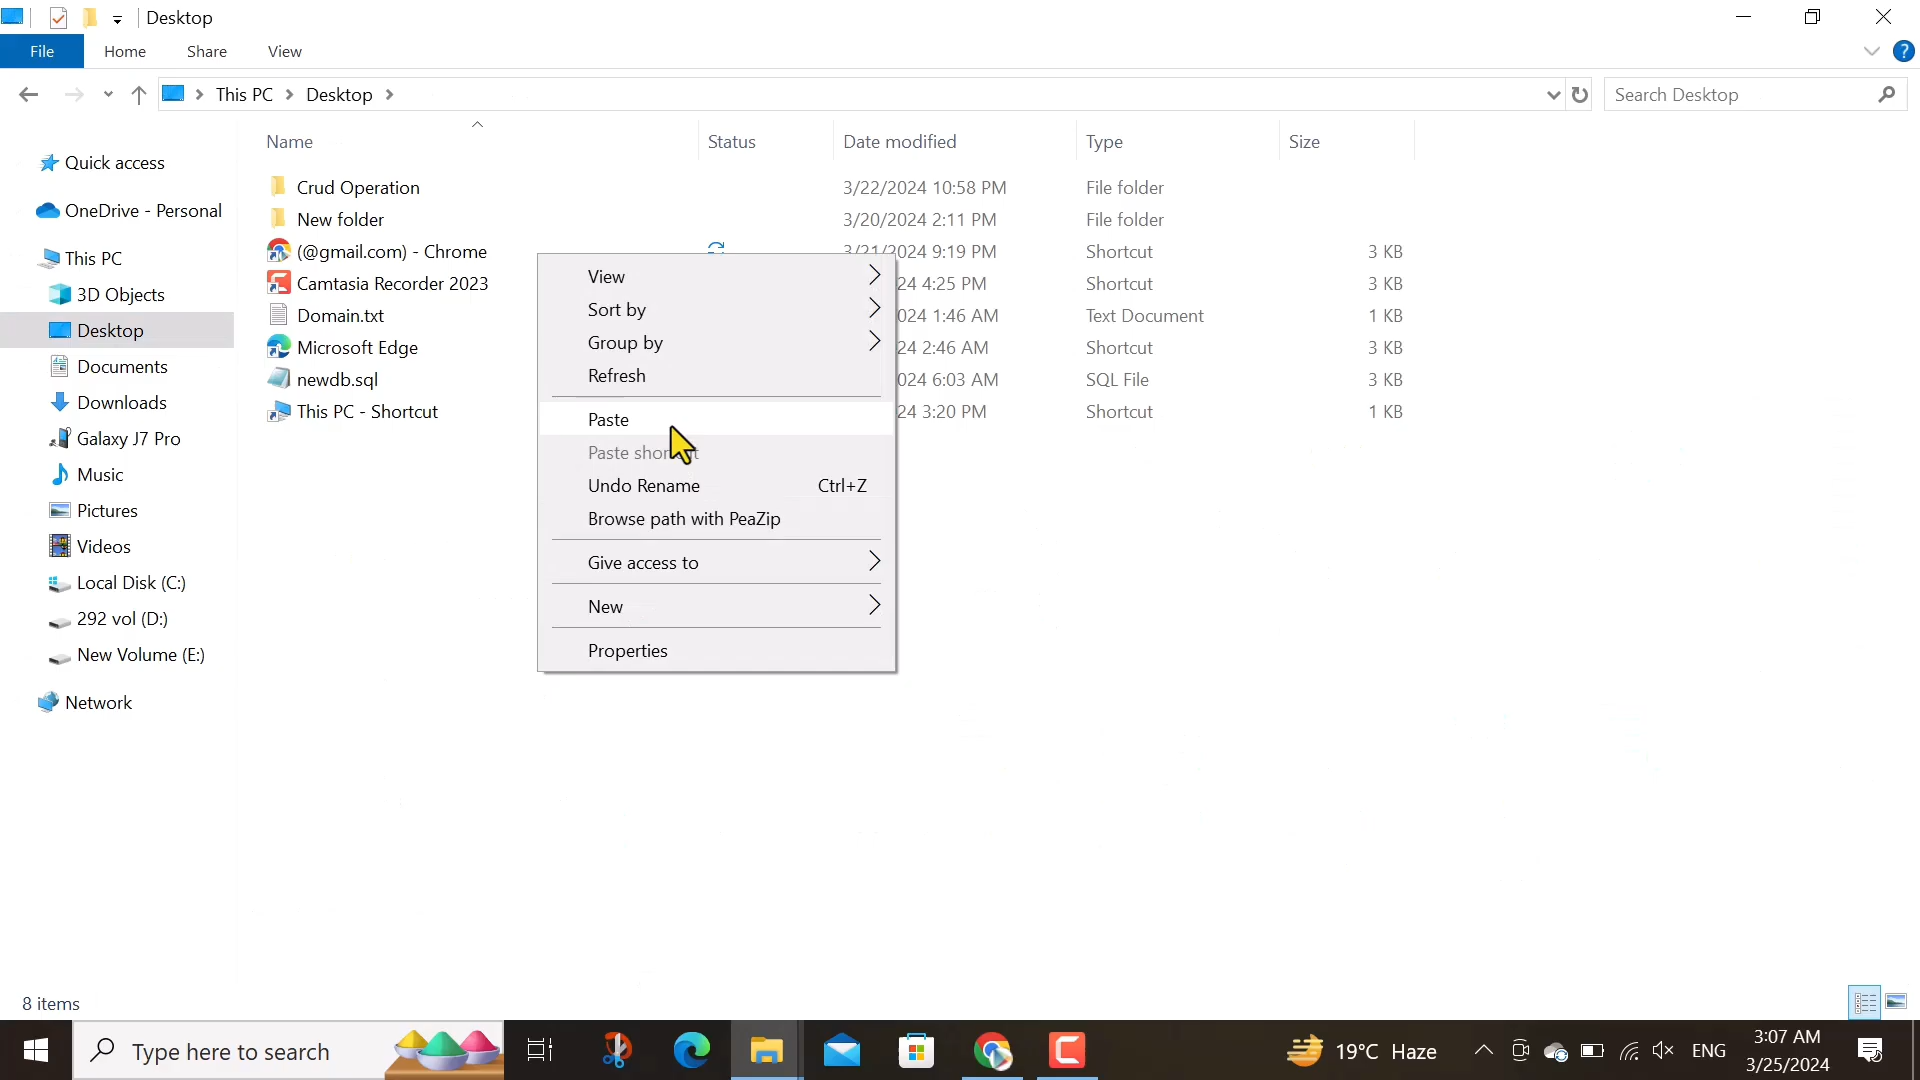 Desktop
File Home Share View
This PC Desktop Search Desktop
Name Status Date modified Type Size
Quick access
OneDrive - Personal
This PC
3D Objects
Desktop
Documents
Downloads
Galaxy J7 Pro
Music
Pictures
Videos
Local Disk (C:)
292 vol (D:)
New Volume (E:)
Network
Crud Operation 3/22/2024 10:58 PM File folder
New folder 3/20/2024 2:11 PM File folder
(@gmail.com) - Chrome 3/21/2024 9:19 PM Shortcut 3 KB
Camtasia Recorder 2023 24 4:25 PM Shortcut 3 KB
Domain.txt 024 1:46 AM Text Document 1 KB
Microsoft Edge 24 2:46 AM Shortcut 3 KB
newdb.sql 024 6:03 AM SQL File 3 KB
This PC - Shortcut 24 3:20 PM Shortcut 1 KB
View
Sort by
Group by
Refresh
Paste
Paste
Undo Rename Ctrl+Z
Browse path with PeaZip
Give access to
New
Properties
8 items
Type here to search
19°C Haze
ENG
3:07 AM
3/25/2024